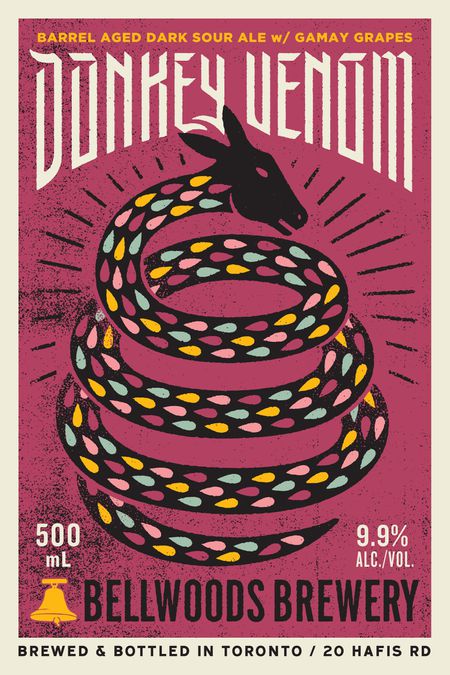 BARREL AGED DARK SOUR ALE w/ GAMAY GRAPES
DONKEY VENOM
500
mL
9.9%
ALC./VOL.
BELLWOODS BREWERY
BREWED & BOTTLED IN TORONTO / 20 HAFIS RD